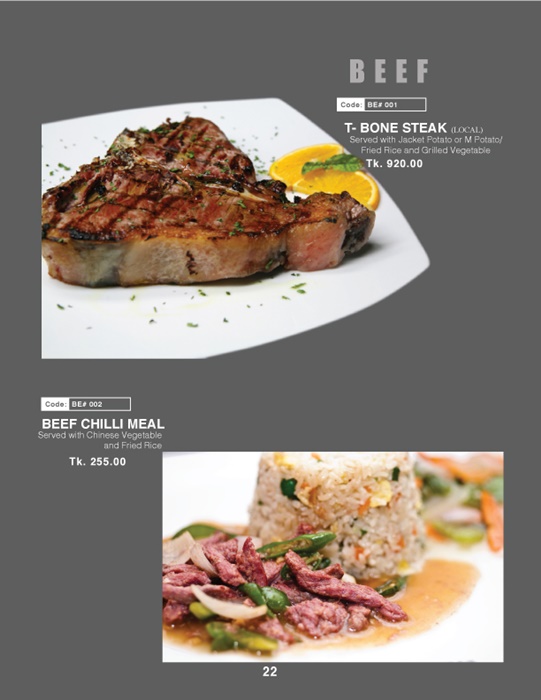 BEEF
Code: BE# 001
T- BONE STEAK (LOCAL)
Served with Jacket Potato or M Potato/
Fried Rice and Grilled Vegetable
Tk. 920.00
Code: BE# 002
BEEF CHILLI MEAL
Served with Chinese Vegetable
and Fried Rice
Tk. 255.00
22